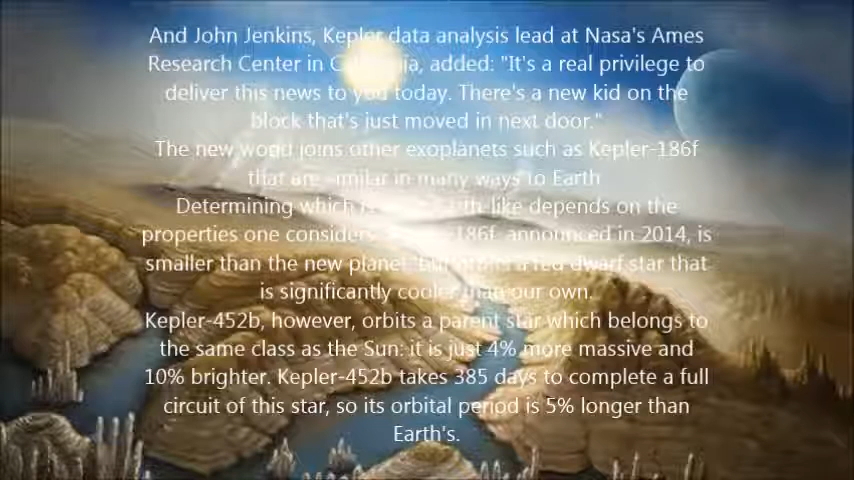 And John Jenkins, Kepler data analysis lead at Nasa's Ames
Research Center in California, added: "It's a real privilege to
deliver this news to you today. There's a new kid on the
block that's just moved in next door."
The new world joins other exoplanets such as Kepler-186f
that are similar in many ways to Earth
Determining which is Earth-like depends on the
properties one considers. 186f, announced in 2014, is
smaller than the new planet, but orbits a red dwarf star that
is significantly cooler than our own.
Kepler-452b, however, orbits a parent star which belongs to
the same class as the Sun: it is just 4% more massive and
10% brighter. Kepler-452b takes 385 days to complete a full
circuit of this star, so its orbital period is 5% longer than
Earth's.